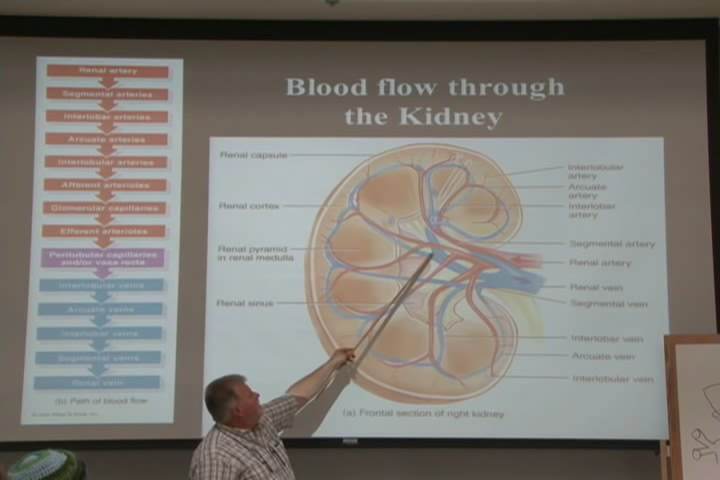 Blood flow through
the Kidney
Renal artery
Segmental arteries
Interlobar arteries
Arcuate arteries
Interlobular arteries
Afferent arterioles
Glomerular capillaries
Efferent arterioles
Peritubular capillaries
and/or vasa recta
Interlobular veins
Arcuate veins
Interlobar veins
Segmental veins
Renal vein
(b) Path of blood flow
Renal capsule
Renal cortex
Renal pyramid
in renal medulla
Renal sinus
Interlobular
artery
Arcuate
artery
Interlobar
artery
Segmental artery
Renal artery
Renal vein
Segmental vein
Interlobar vein
Arcuate vein
Interlobular vein
(a) Frontal section of right kidney